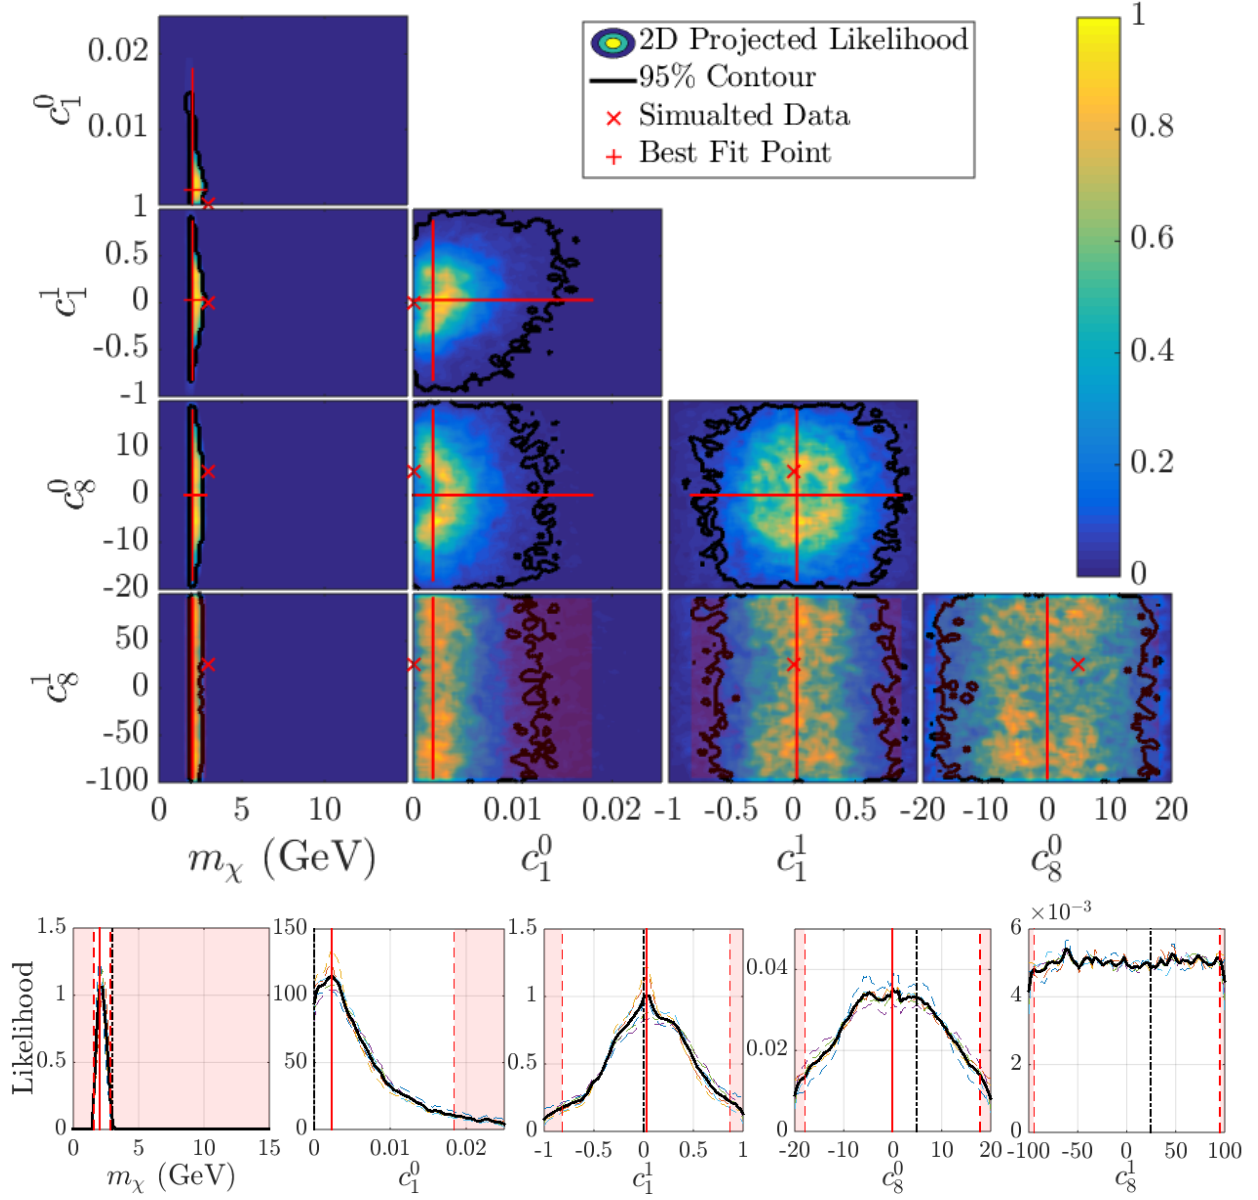 2D Projected Likelihood
95% Contour
Simualted Data
Best Fit Point
1
0.8
0.6
0.4
0.2
0
c₁⁰
0.02
0.01
1
c₁¹
1
0.5
0
-0.5
-1
c₈⁰
10
0
-10
-20
c₈¹
50
0
-50
-100
0 5 10 0 0.01 0.02 -1 -0.5 0 0.5 -20 -10 0 10 20
m_χ (GeV) c₁⁰ c₁¹ c₈⁰
Likelihood
1.5
1
0.5
0
0 5 10 15
m_χ (GeV)
150
100
50
0
0 0.01 0.02
c₁⁰
1.5
1
0.5
0
-1 -0.5 0 0.5 1
c₁¹
0.04
0.02
0
-20 -10 0 10 20
c₈⁰
×10⁻³
6
4
2
0
-100 -50 0 50 100
c₈¹